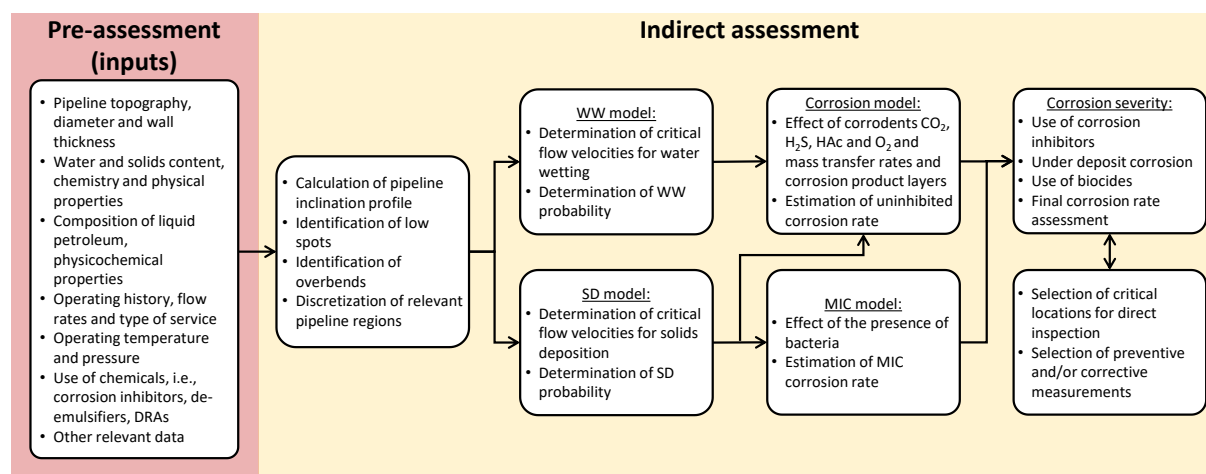 Pre-assessment
(inputs)
• Pipeline topography,
diameter and wall
thickness
• Water and solids content,
chemistry and physical
properties
• Composition of liquid
petroleum,
physicochemical
properties
• Operating history, flow
rates and type of service
• Operating temperature
and pressure
• Use of chemicals, i.e.,
corrosion inhibitors, de-
emulsifiers, DRAs
• Other relevant data
Indirect assessment
• Calculation of pipeline
inclination profile
• Identification of low
spots
• Identification of
overbends
• Discretization of relevant
pipeline regions
WW model:
• Determination of critical
flow velocities for water
wetting
• Determination of WW
probability
SD model:
• Determination of critical
flow velocities for solids
deposition
• Determination of SD
probability
Corrosion model:
• Effect of corrodents CO₂,
H₂S, HAc and O₂ and
mass transfer rates and
corrosion product layers
• Estimation of uninhibited
corrosion rate
MIC model:
• Effect of the presence of
bacteria
• Estimation of MIC
corrosion rate
Corrosion severity:
• Use of corrosion
inhibitors
• Under deposit corrosion
• Use of biocides
• Final corrosion rate
assessment
• Selection of critical
locations for direct
inspection
• Selection of preventive
and/or corrective
measurements